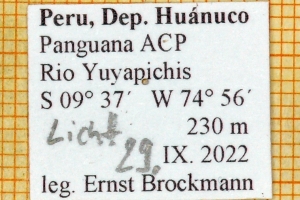 Peru, Dep. Huánuco
Panguana ACP
Rio Yuyapichis
S 09° 37´ W 74° 56´
Licht 230 m
29. IX. 2022
leg. Ernst Brockmann